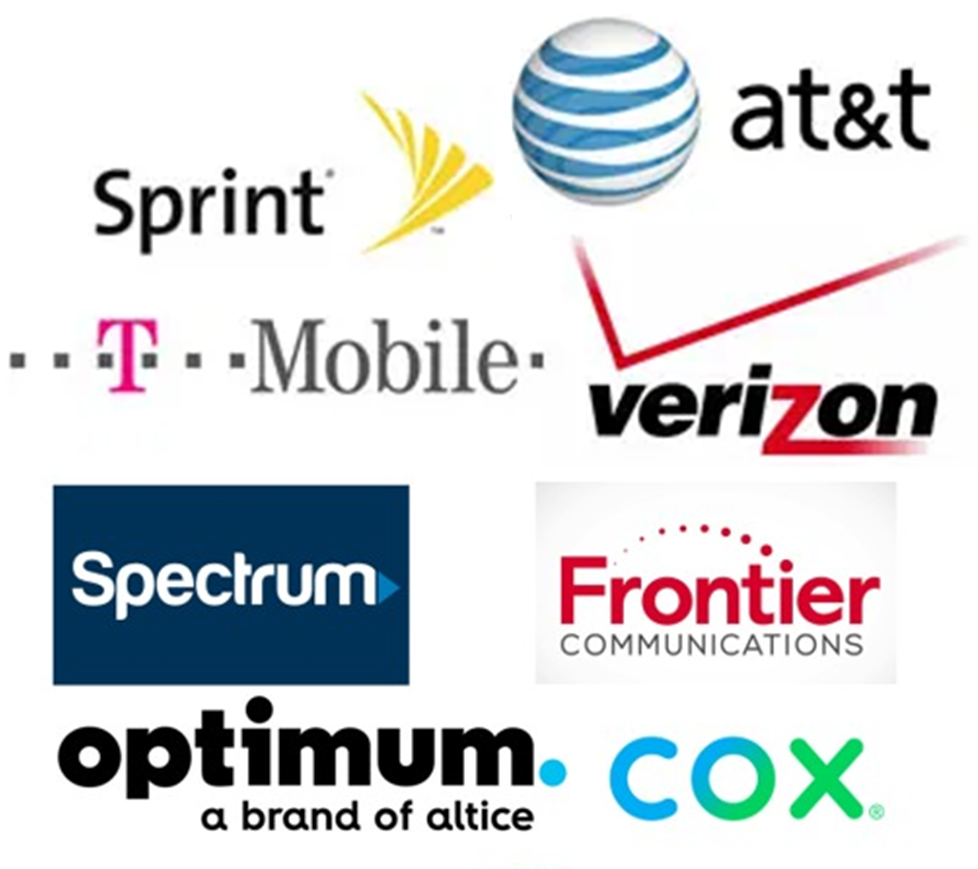 at&t
Sprint
T Mobile
verizon
Spectrum
Frontier
COMMUNICATIONS
optimum.
a brand of altice
cox®